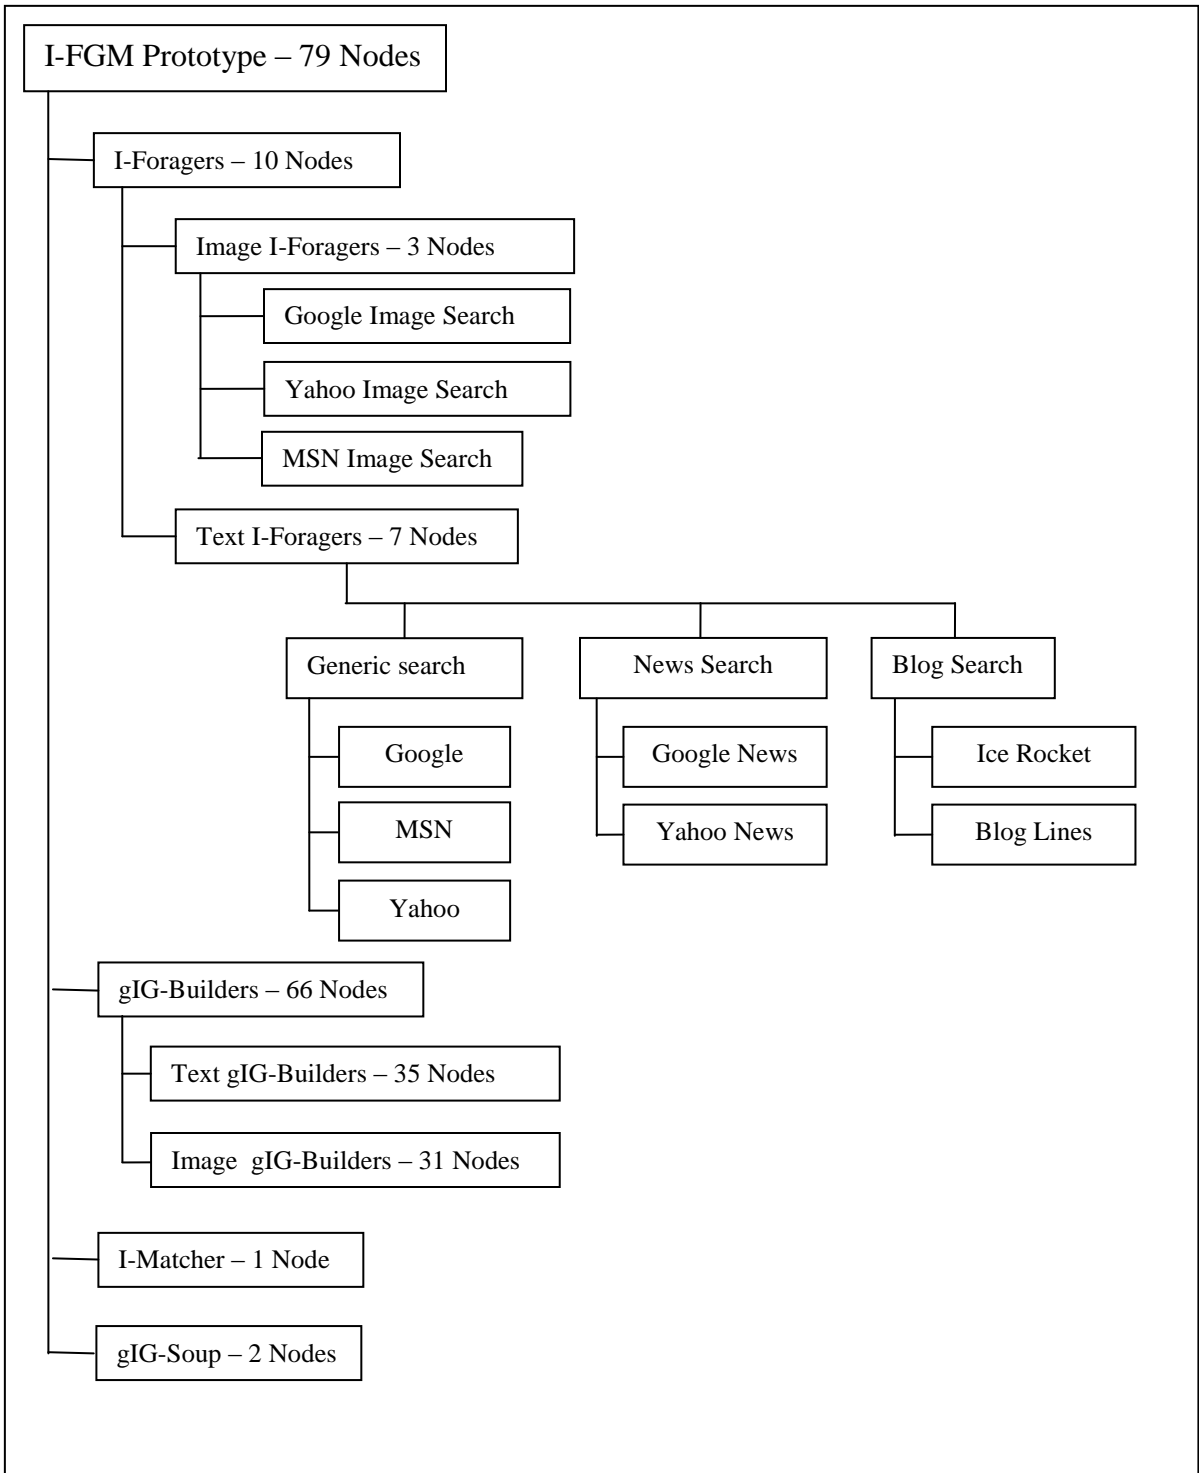 I-FGM Prototype – 79 Nodes
I-Foragers – 10 Nodes
Image I-Foragers – 3 Nodes
Google Image Search
Yahoo Image Search
MSN Image Search
Text I-Foragers – 7 Nodes
Generic search
Google
MSN
Yahoo
News Search
Google News
Yahoo News
Blog Search
Ice Rocket
Blog Lines
gIG-Builders – 66 Nodes
Text gIG-Builders – 35 Nodes
Image gIG-Builders – 31 Nodes
I-Matcher – 1 Node
gIG-Soup – 2 Nodes